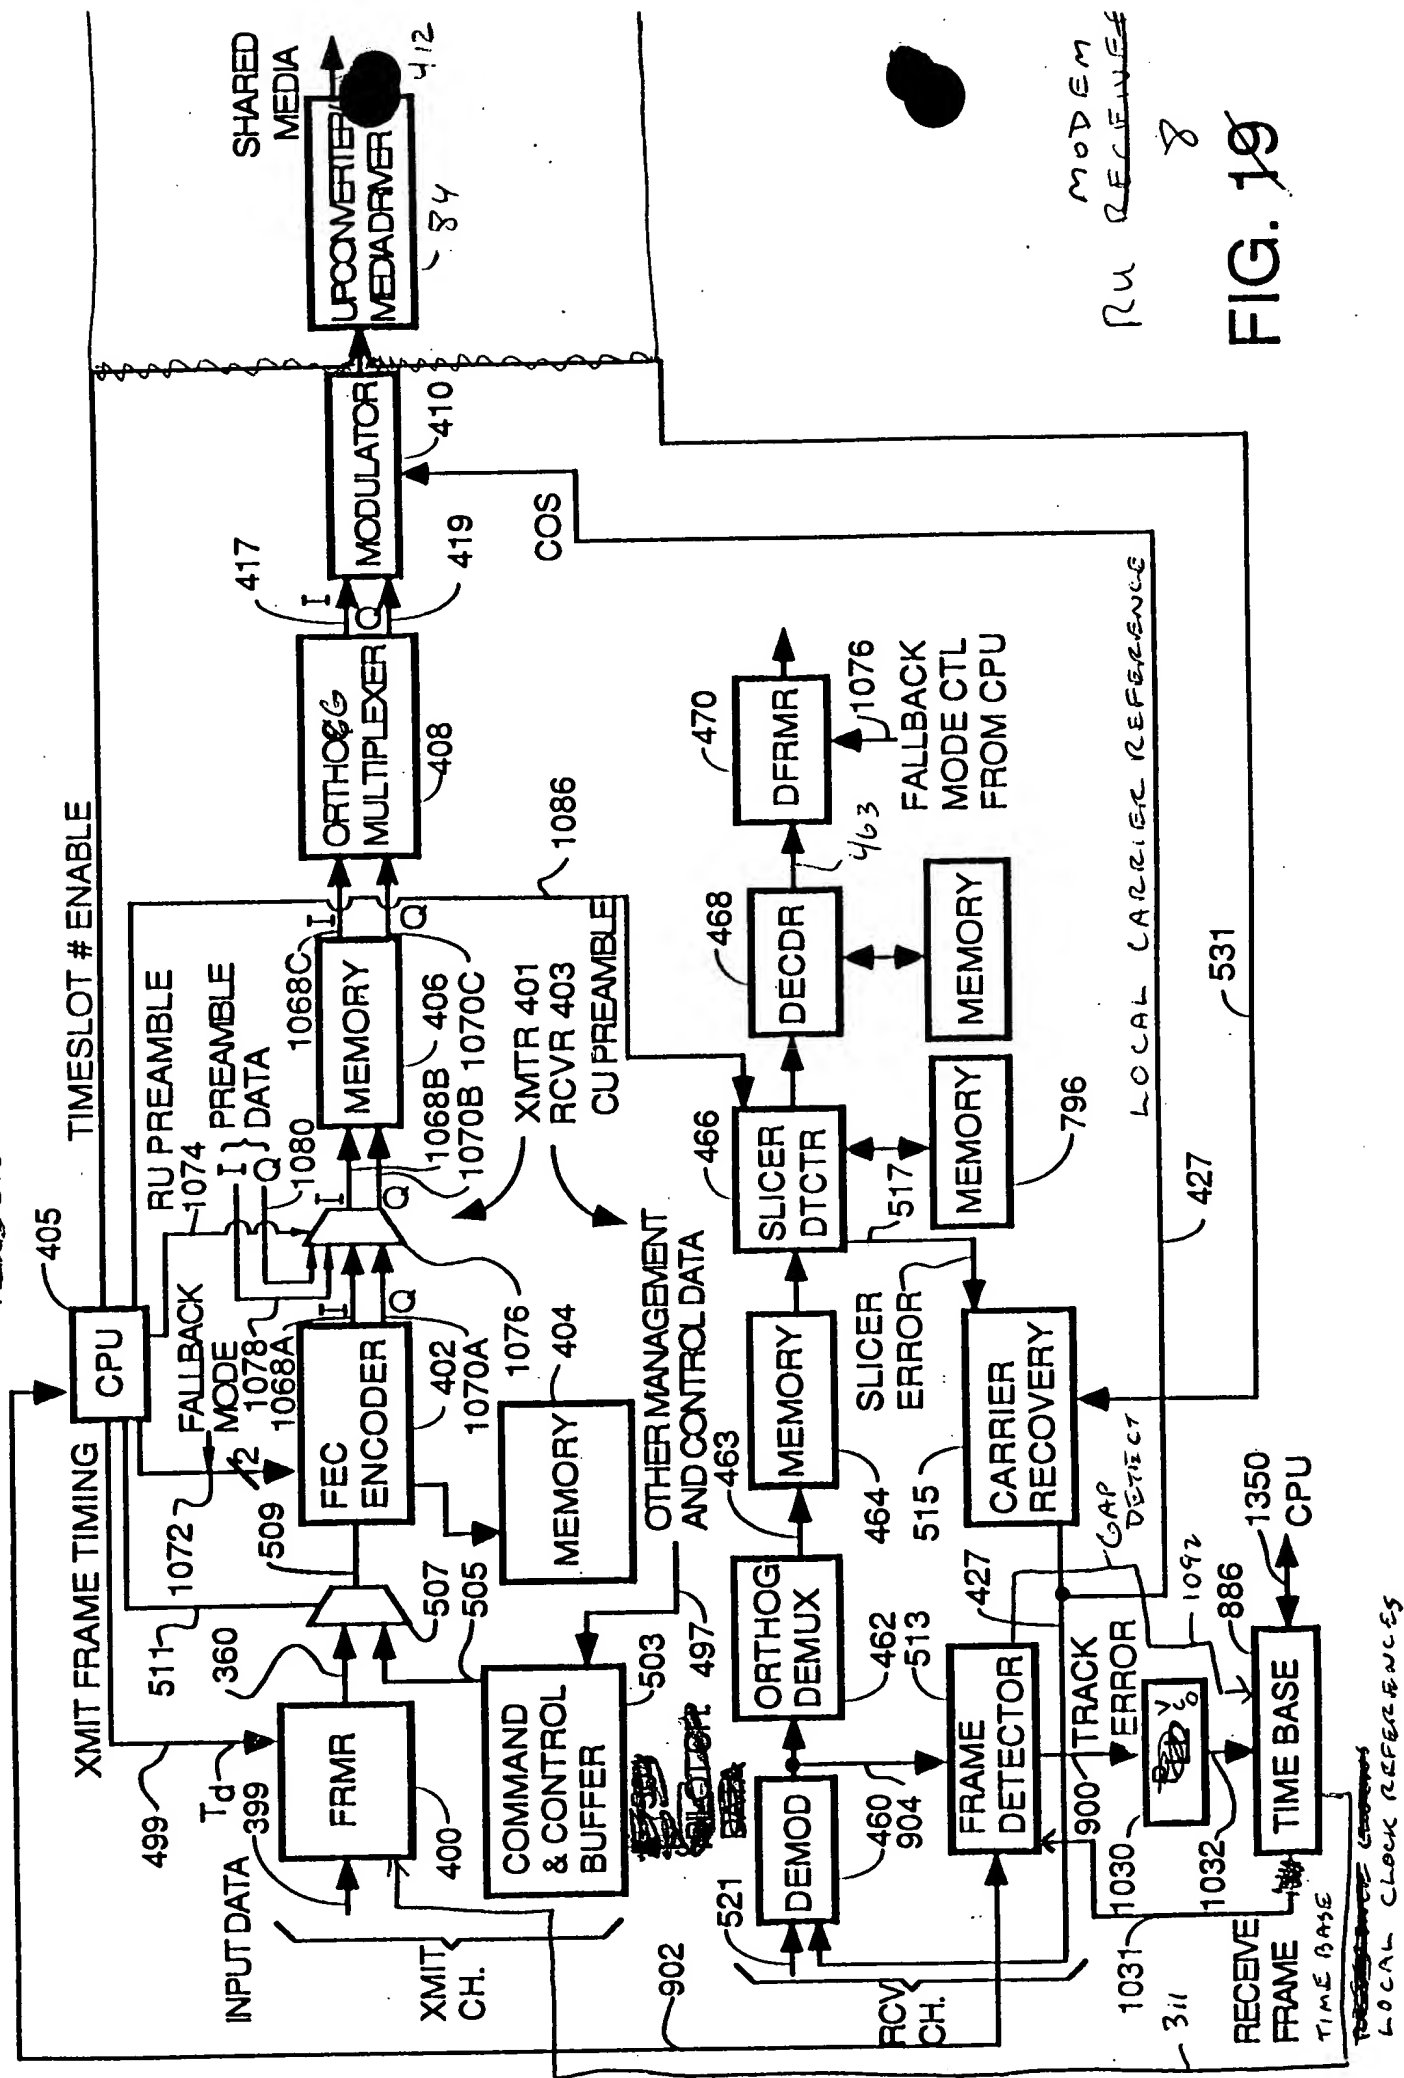 TIMESLOT # ENABLE
SHARED
MEDIA
405
CPU
XMIT FRAME TIMING
RU PREAMBLE
1074
I
Q
PREAMBLE
DATA
1080
FALLBACK
MODE
1078
1068A
2
1072
509
511
360
499
Td
399
INPUT DATA
FRMR
400
507
505
FEC
ENCODER
I
Q
402
1070A
1076
404
MEMORY
I
Q
1068B
1070B
MEMORY
406
1068C
1070C
I
Q
ORTHOG
MULTIPLEXER
408
417
I
Q
419
MODULATOR
410
UPCONVERTER/
MEDIADRIVER
84
412
COS
1086
XMTR 401
RCVR 403
CU PREAMBLE
COMMAND
& CONTROL
BUFFER
503
497
OTHER MANAGEMENT
AND CONTROL DATA
XMIT
CH.
902
RCV
CH.
521
DEMOD
460
904
ORTHOG
DEMUX
462
463
MEMORY
464
SLICER
DTCTR
466
517
MEMORY
796
DECDR
468
MEMORY
463
DFRMR
470
1076
FALLBACK
MODE CTL
FROM CPU
SLICER
ERROR
CARRIER
RECOVERY
515
FRAME
DETECTOR
513
427
GAP
DETECT
1092
900
TRACK
ERROR
1030
VCO
1032
TIME BASE
886
1350
CPU
1031
311
RECEIVE
FRAME
TIME BASE
LOCAL CLOCK REFERENCES
LOCAL CARRIER REFERENCE
427
531
MODEM
RU RECEIVER
8
FIG. 19